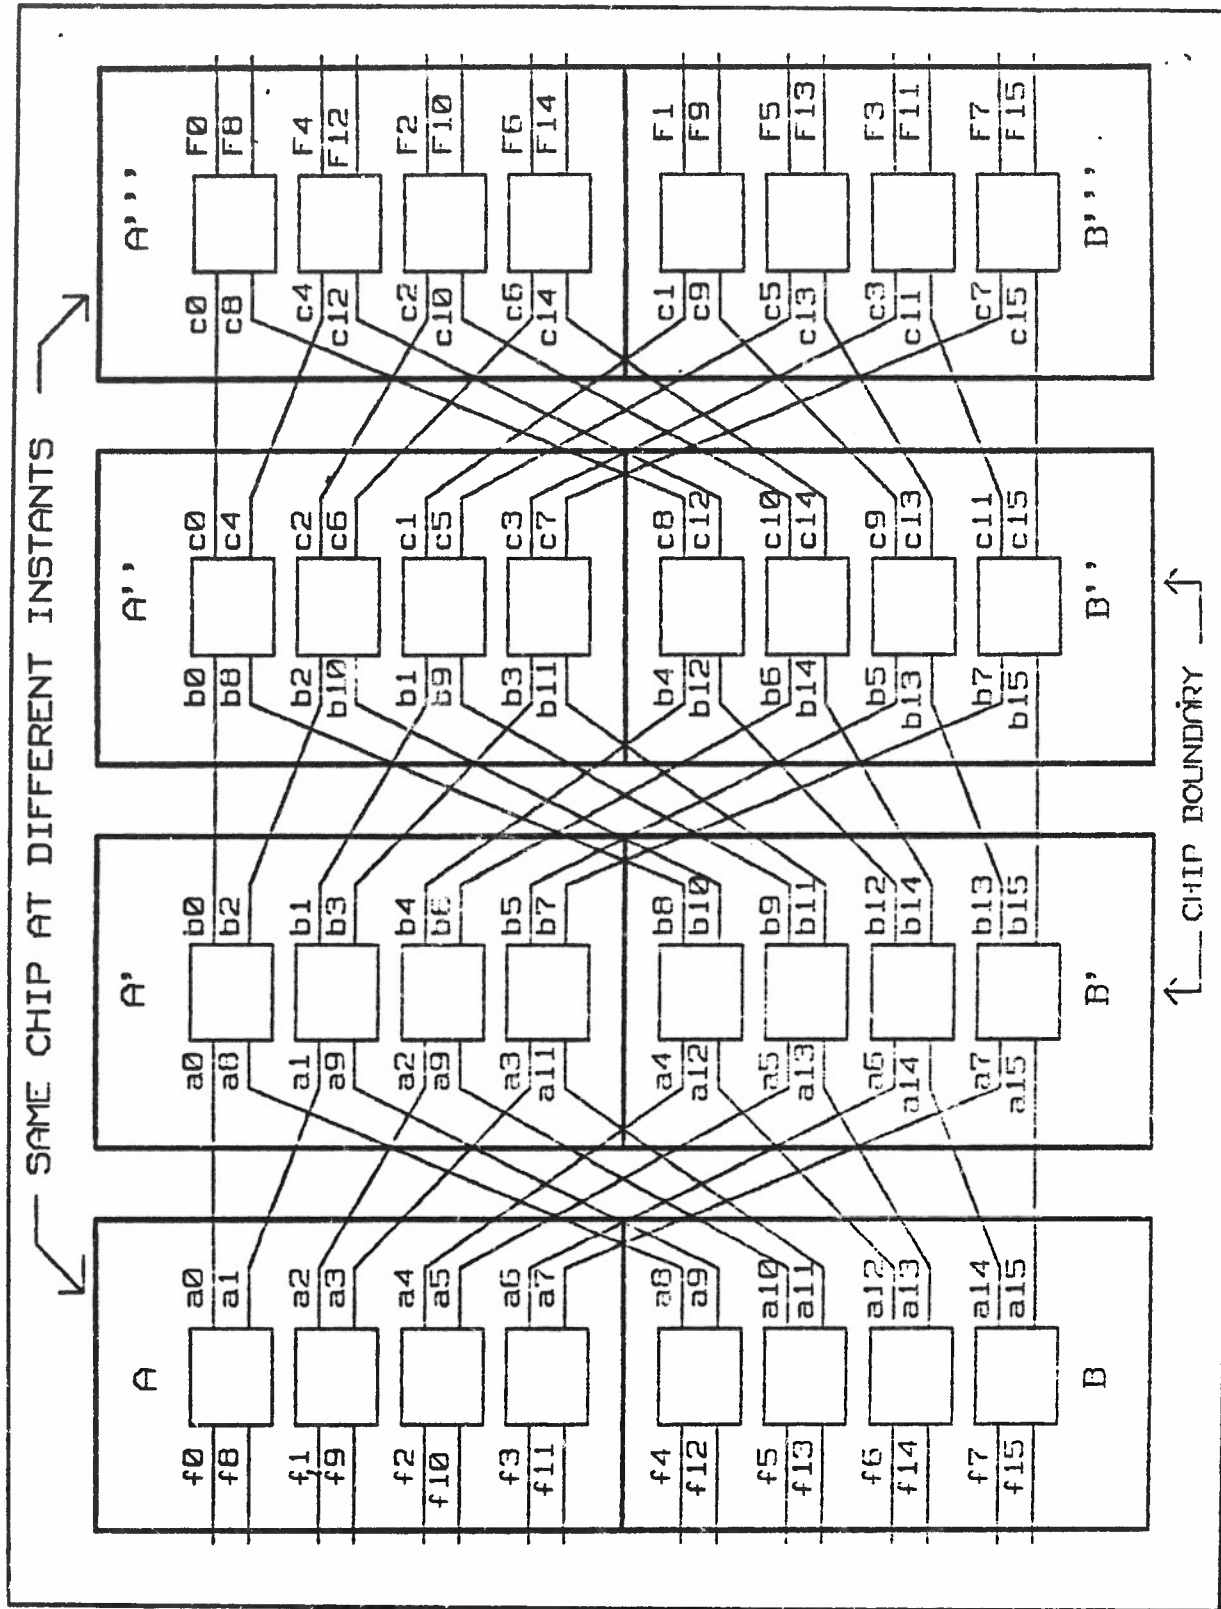 SAME CHIP AT DIFFERENT INSTANTS
A A' A'' A'''
f0 a0 a0 b0 b0 c0 c0 F0
f8 a1 a8 b2 b8 c4 c8 F8
f1 a2 a1 b1 b2 c2 c4 F4
f9 a3 a9 b3 b10 c6 c12 F12
f2 a4 a2 b4 b1 c1 c2 F2
f10 a5 a9 b6 b9 c5 c10 F10
f3 a6 a3 b5 b3 c3 c6 F6
f11 a7 a11 b7 b11 c7 c14 F14
f4 a8 a4 b8 b4 c8 c1 F1
f12 a9 a12 b10 b12 c12 c9 F9
f5 a10 a5 b9 b6 c10 c5 F5
f13 a11 a13 b11 b14 c14 c13 F13
f6 a12 a6 b12 b5 c9 c3 F3
f14 a13 a14 b14 b13 c13 c11 F11
f7 a14 a7 b13 b7 c11 c7 F7
f15 a15 a15 b15 b15 c15 c15 F15
B B' B'' B'''
CHIP BOUNDARY